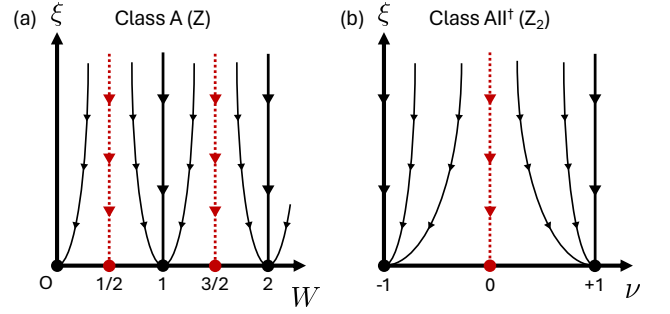 (a) ξ Class A (Z)
O 1/2 1 3/2 2 W
(b) ξ Class AII† (Z₂)
-1 0 +1 ν